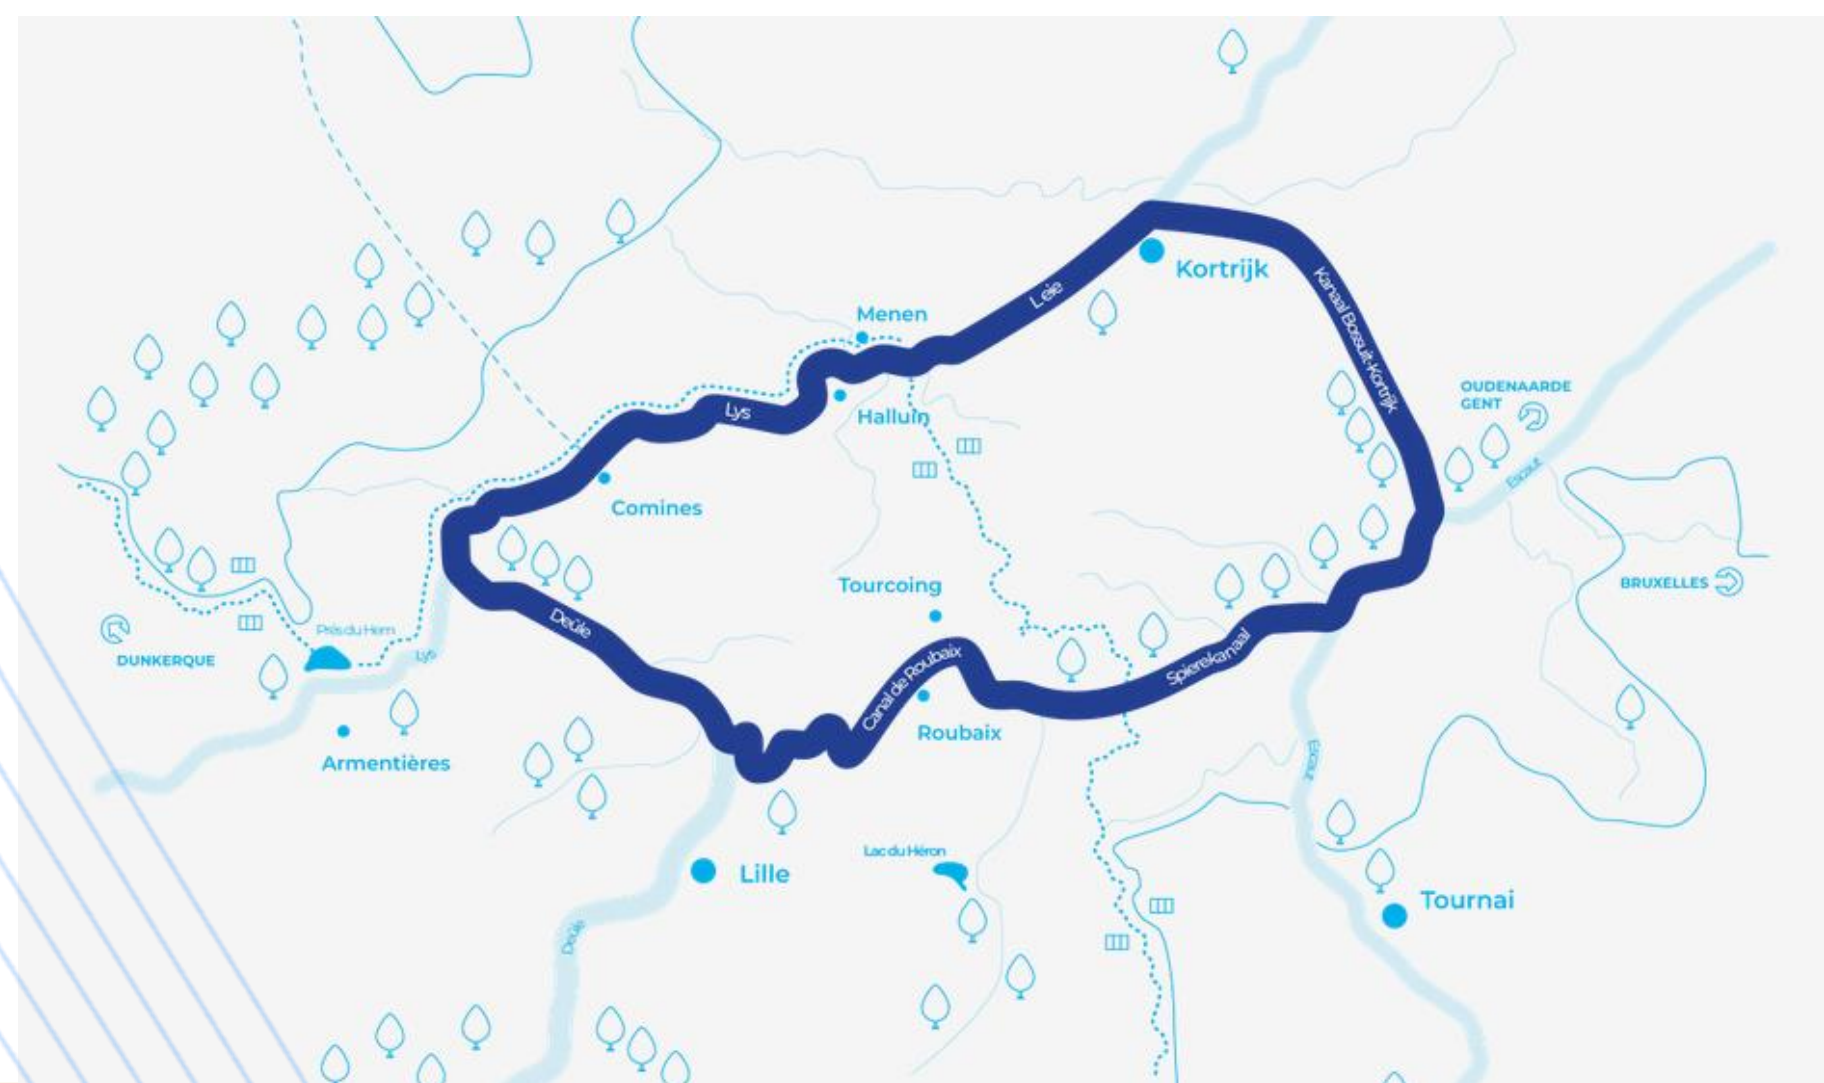 Kortrijk
Leie
Kanaal Bossuit-Kortrijk
Menen
OUDENAARDE
GENT
Lys
Halluin
Escaut
Comines
BRUXELLES
Tourcoing
Deûle
Près du Hem
Lys
DUNKERQUE
Canal de Roubaix
Spierekanaal
Roubaix
Armentières
Escaut
Lac du Héron
Lille
Tournai
Deûle